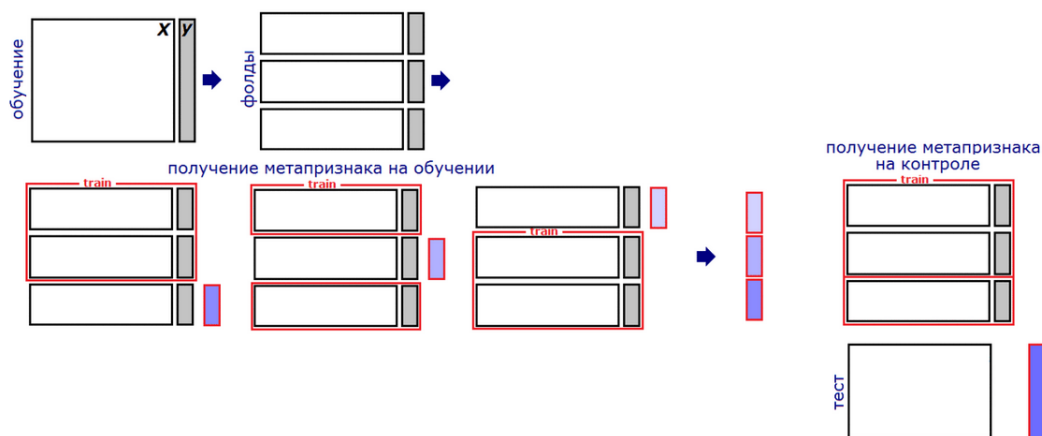 обучение
X
y
фолды
получение метапризнака на обучении
train
train
train
получение метапризнака
на контроле
train
тест